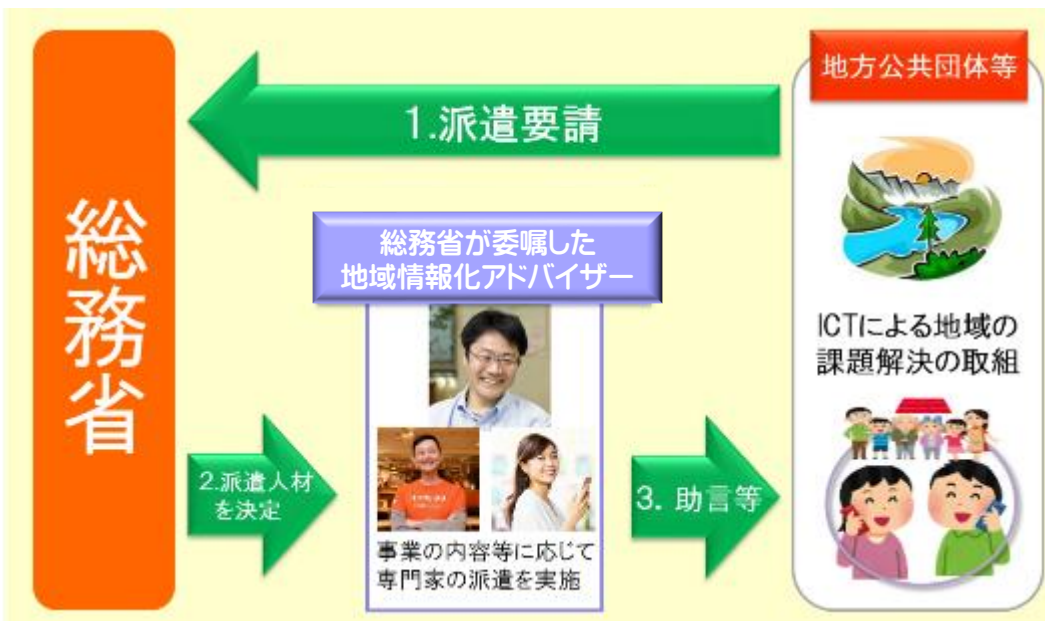 総務省
1.派遣要請
地方公共団体等
総務省が委嘱した
地域情報化アドバイザー
ICTによる地域の
課題解決の取組
2.派遣人材
を決定
3. 助言等
事業の内容等に応じて
専門家の派遣を実施